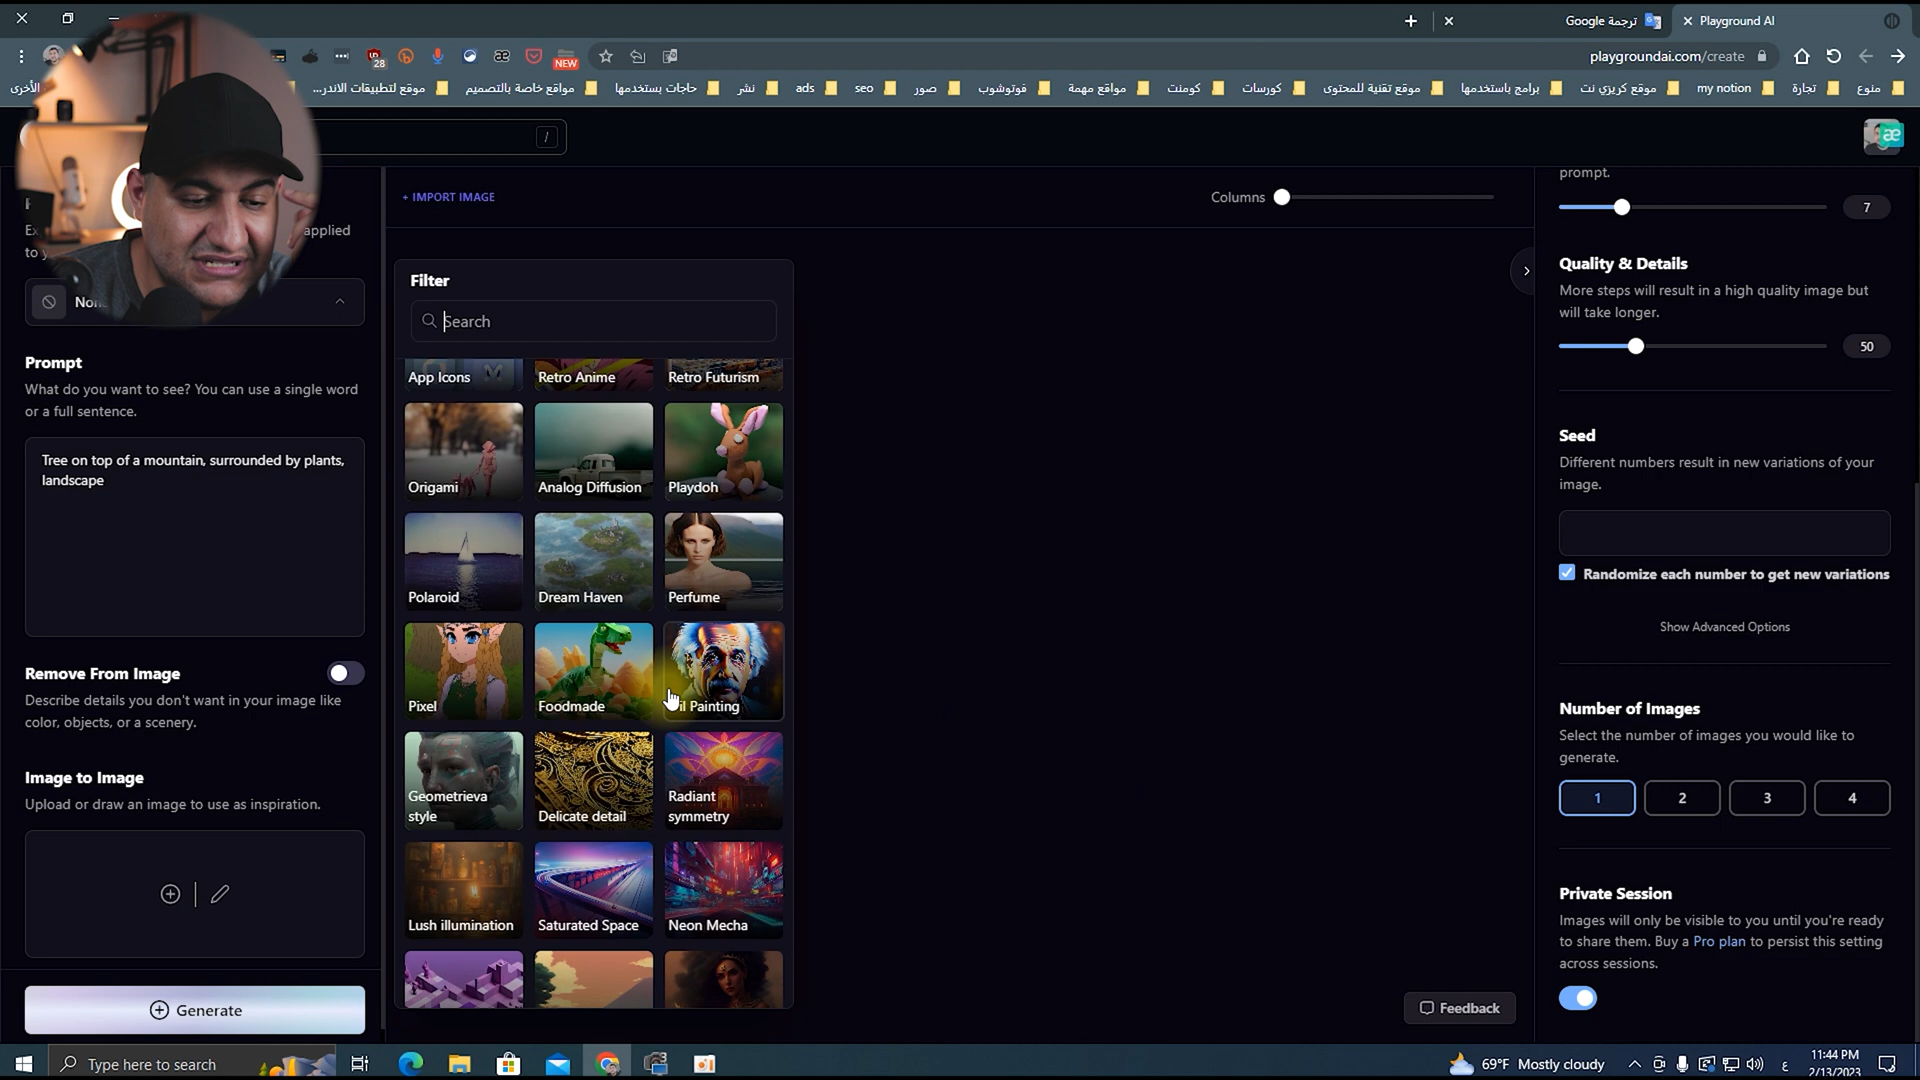 ترجمة Google
Playground AI
28
NEW
playgroundai.com/create
الأخرى
موقع لتطبيقات الاندر...
مواقع خاصة بالتصميم
حاجات بستخدمها
نشر
ads
seo
صور
فوتوشوب
مواقع مهمة
كومنت
كورسات
موقع تقنية للمحتوى
برامج باستخدمها
موقع كريزي نت
my notion
تجارة
منوع
/
æ
+ IMPORT IMAGE
Columns
applied
Prompt
What do you want to see? You can use a single word
or a full sentence.
Tree on top of a mountain, surrounded by plants,
landscape
Remove From Image
Describe details you don't want in your image like
color, objects, or a scenery.
Image to Image
Upload or draw an image to use as inspiration.
Generate
Filter
Search
App Icons
Retro Anime
Retro Futurism
Origami
Analog Diffusion
Playdoh
Polaroid
Dream Haven
Perfume
Pixel
Foodmade
il Painting
Geometrieva
style
Delicate detail
Radiant
symmetry
Lush illumination
Saturated Space
Neon Mecha
prompt.
7
Quality & Details
More steps will result in a high quality image but
will take longer.
50
Seed
Different numbers result in new variations of your
image.
Randomize each number to get new variations
Show Advanced Options
Number of Images
Select the number of images you would like to
generate.
1
2
3
4
Private Session
Images will only be visible to you until you're ready
to share them. Buy a Pro plan to persist this setting
across sessions.
Feedback
Type here to search
69°F Mostly cloudy
ع
11:44 PM
2/13/2023